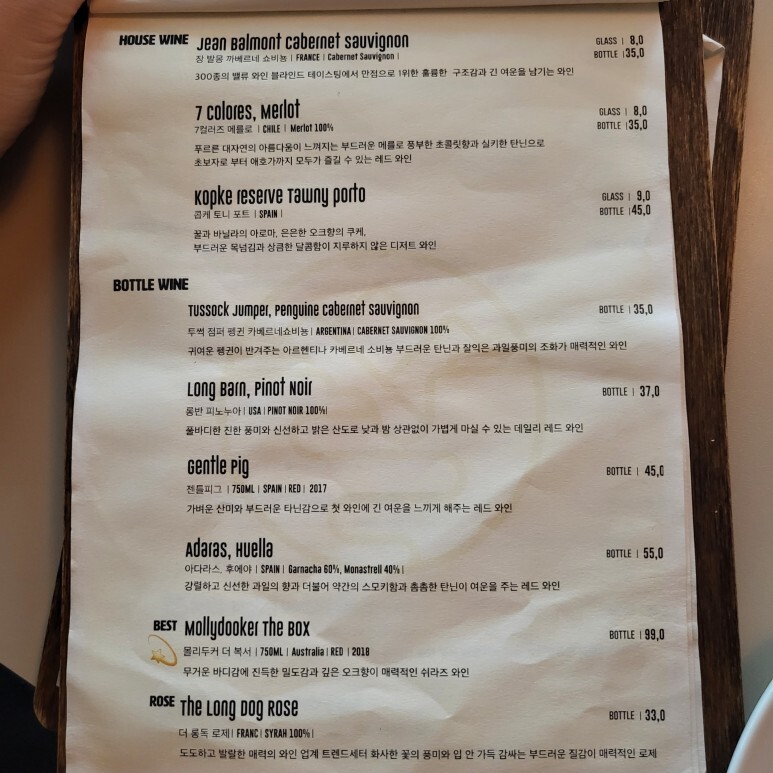 HOUSE WINE Jean Balmont Cabernet Sauvignon GLASS | 8,0
장 발몽 까베르네 쇼비뇽 | FRANCE | Cabernet Sauvignon | BOTTLE | 35,0
300종의 밸류 와인 블라인드 테이스팅에서 만점으로 1위한 훌륭한 구조감과 긴 여운을 남기는 와인
7 Colores, Merlot GLASS | 8,0
7컬러즈 메를로 | CHILE | Merlot 100% BOTTLE | 35,0
푸르른 대자연의 아름다움이 느껴지는 부드러운 메를로 풍부한 초콜릿향과 실키한 탄닌으로
초보자로 부터 애호가까지 모두가 즐길 수 있는 레드 와인
Kopke Reserve Tawny Porto GLASS | 9,0
콥케 토니 포트 | SPAIN | BOTTLE | 45,0
꿀과 바닐라의 아로마, 은은한 오크향의 쿠케,
부드러운 목넘김과 상큼한 달콤함이 지루하지 않은 디저트 와인
BOTTLE WINE
Tussock Jumper, Penguine Cabernet Sauvignon BOTTLE | 35,0
투썩 점퍼 펭귄 카베르네쇼비뇽 | ARGENTINA | CABERNET SAUVIGNON 100%
귀여운 펭귄이 반겨주는 아르헨티나 카베르네 소비뇽 부드러운 탄닌과 잘익은 과일풍미의 조화가 매력적인 와인
Long Barn, Pinot Noir BOTTLE | 37,0
롱반 피노누아 | USA | PINOT NOIR 100% |
풀바디한 진한 풍미와 신선하고 밝은 산도로 낮과 밤 상관없이 가볍게 마실 수 있는 데일리 레드 와인
Gentle Pig BOTTLE | 45,0
젠틀피그 | 750ML | SPAIN | RED | 2017
가벼운 산미와 부드러운 타닌감으로 첫 와인에 긴 여운을 느끼게 해주는 레드 와인
Adaras, Huella BOTTLE | 55,0
아다라스, 후에야 | SPAIN | Garnacha 60%, Monastrell 40% |
강렬하고 신선한 과일의 향과 더불어 약간의 스모키함과 촘촘한 탄닌이 여운을 주는 레드 와인
BEST Mollydooker The Box BOTTLE | 99,0
몰리두커 더 복서 | 750ML | Australia | RED | 2018
무거운 바디감에 진득한 밀도감과 깊은 오크향이 매력적인 쉬라즈 와인
ROSE The Long Dog Rose BOTTLE | 33,0
더 롱독 로제 | FRANC | SYRAH 100% |
도도하고 발랄한 매력의 와인 업계 트렌드세터 화사한 꽃의 풍미와 입 안 가득 감싸는 부드러운 질감이 매력적인 로제